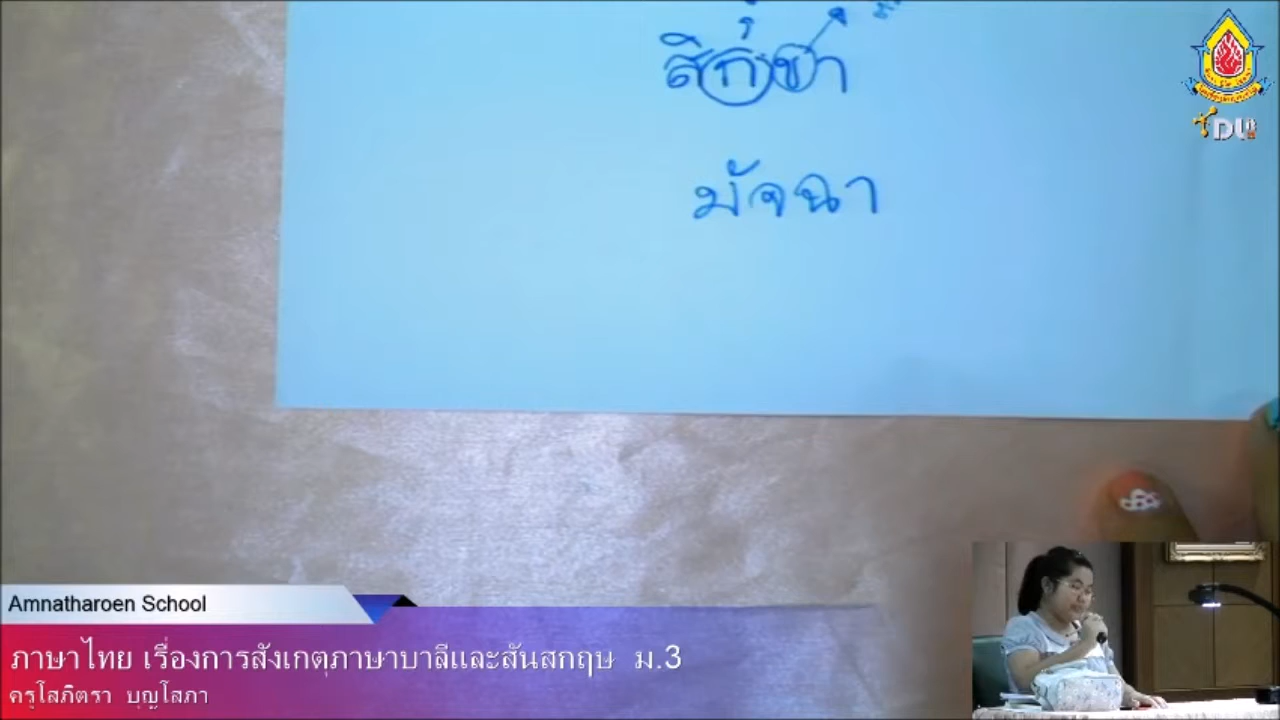 สิกขา
มัจฉา
DLIT
Amnatharoen School
ภาษาไทย เรื่องการสังเกตุภาษาบาลีและสันสกฤษ ม.3
ครูโสภิตรา บุญโสภา